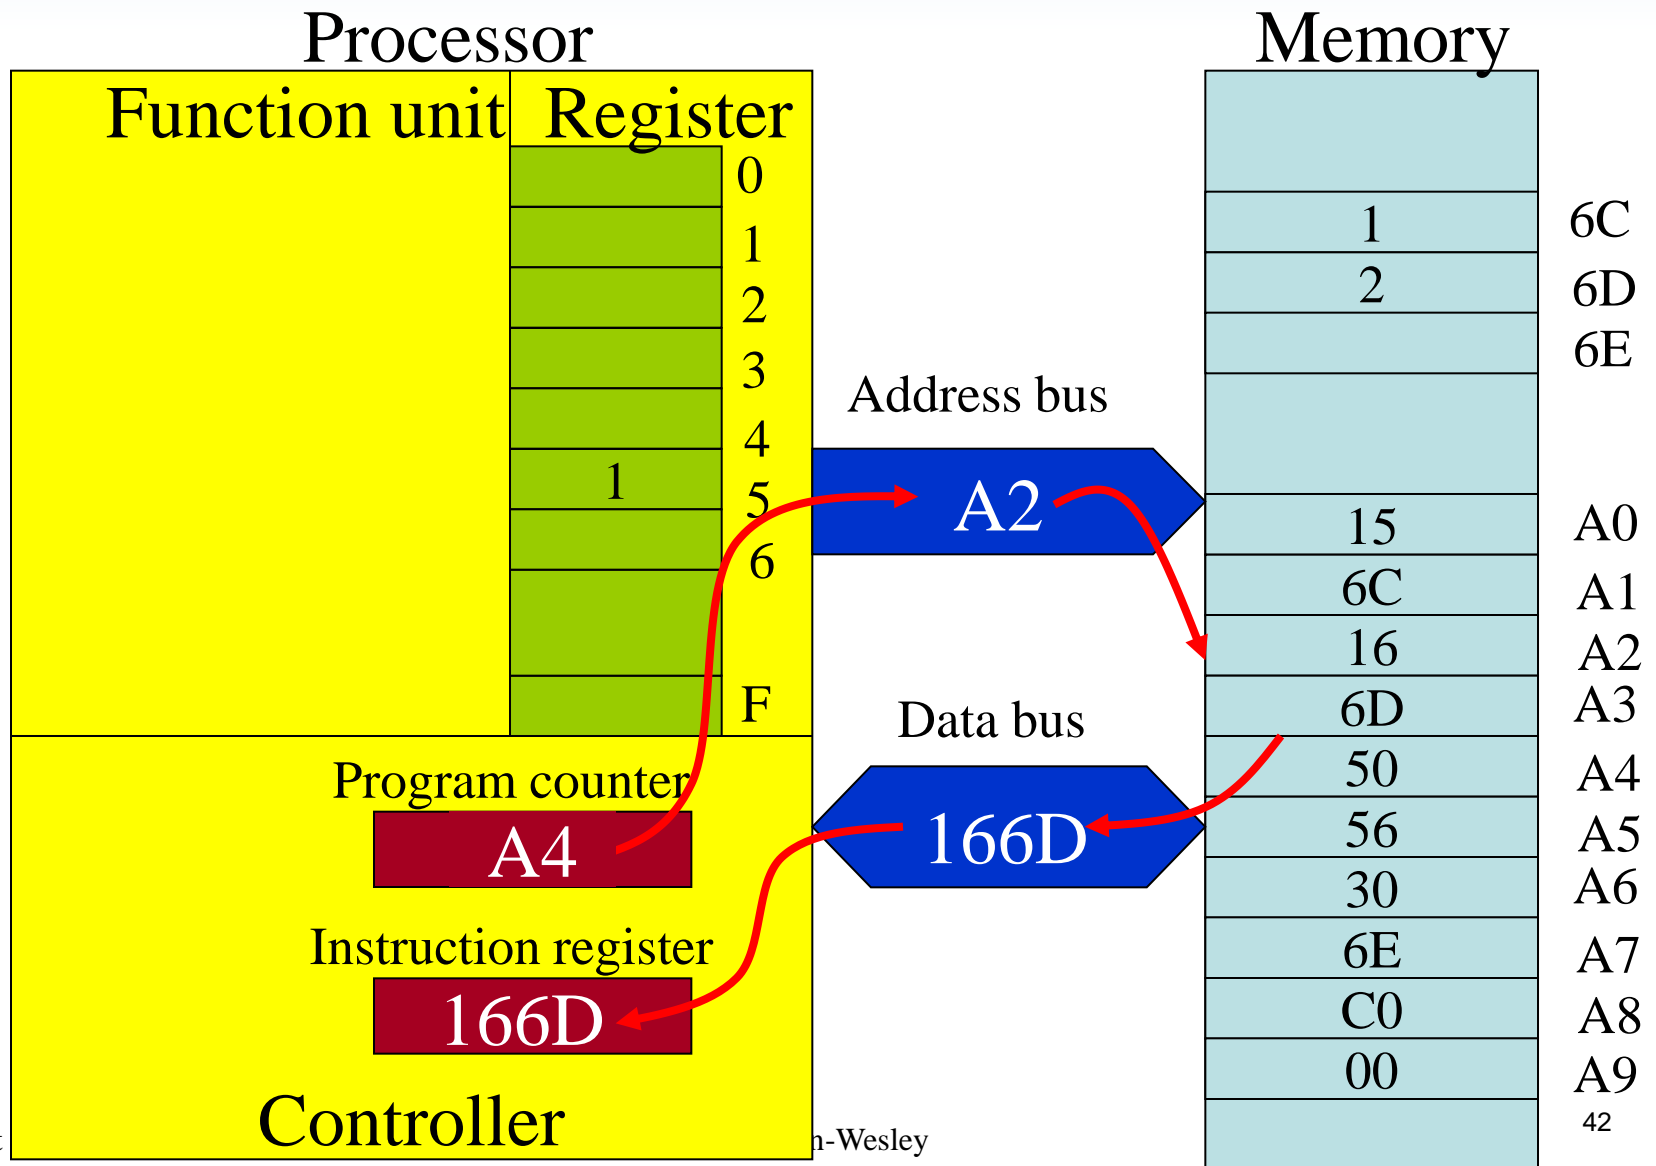 Processor
Memory
Function unit
Register
0
1
2
3
4
1
5
6
F
Address bus
A2
Data bus
166D
Program counter
A4
Instruction register
166D
Controller
1 6C
2 6D
6E
15 A0
6C A1
16 A2
6D A3
50 A4
56 A5
30 A6
6E A7
C0 A8
00 A9
n-Wesley
42